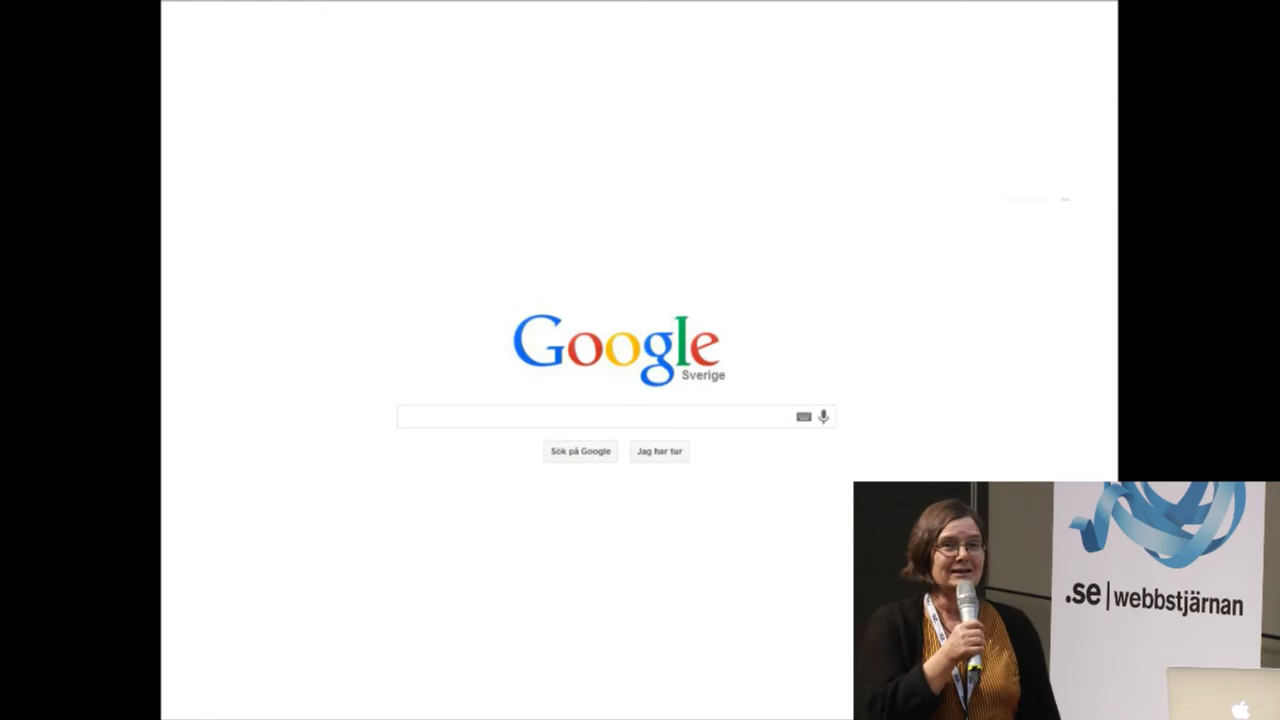 Google
Sverige
Sök på Google
Jag har tur
.se | webbstjärnan